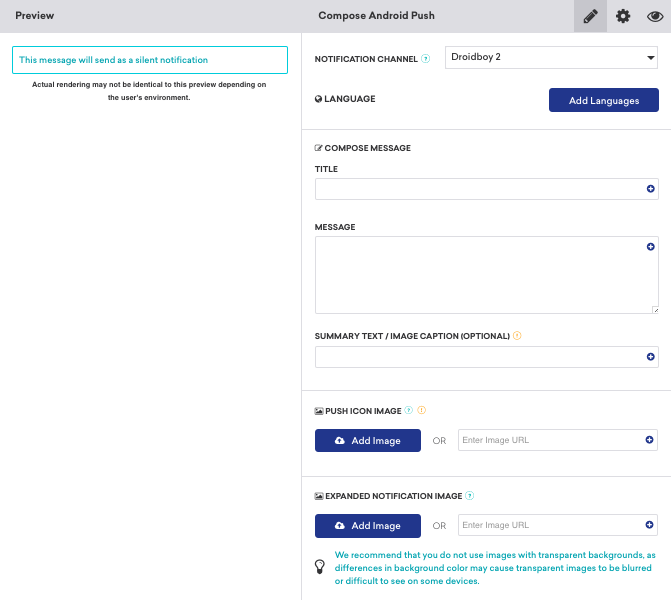 Preview
Compose Android Push
This message will send as a silent notification
Actual rendering may not be identical to this preview depending on
the user's environment.
NOTIFICATION CHANNEL ?
Droidboy 2
LANGUAGE
Add Languages
COMPOSE MESSAGE
TITLE
MESSAGE
SUMMARY TEXT / IMAGE CAPTION (OPTIONAL) !
PUSH ICON IMAGE ? !
Add Image
OR
Enter Image URL
EXPANDED NOTIFICATION IMAGE ?
Add Image
OR
Enter Image URL
We recommend that you do not use images with transparent backgrounds, as
differences in background color may cause transparent images to be blurred
or difficult to see on some devices.